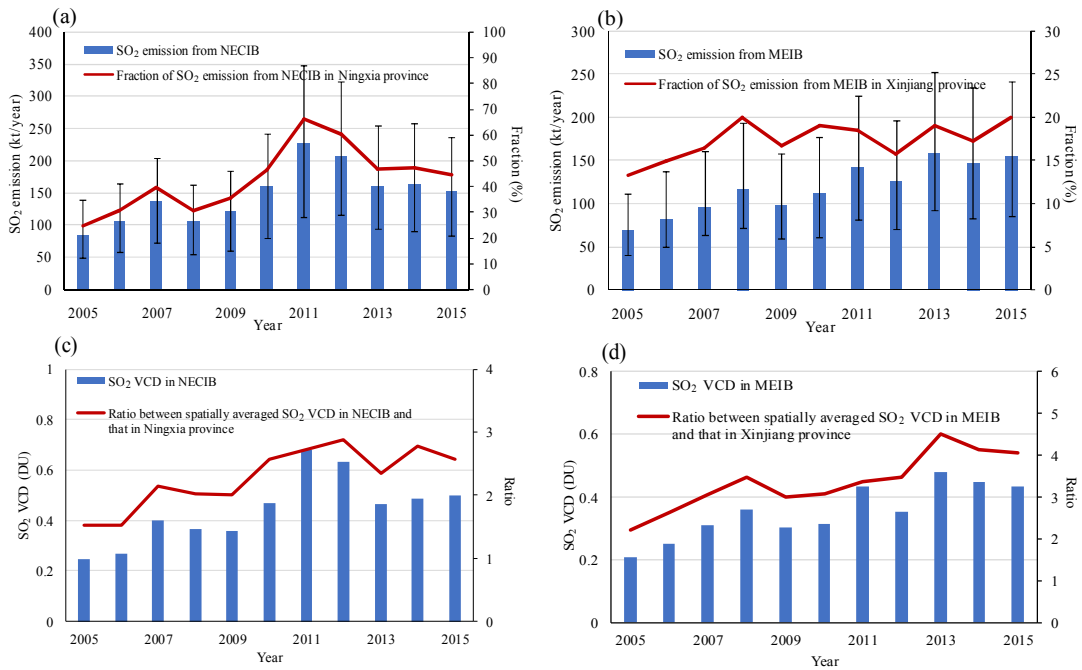 (a)
400
350
300
250
200
150
100
50
0
SO2 emission (kt/year)
SO2 emission from NECIB
Fraction of SO2 emission from NECIB in Ningxia province
100
90
80
70
60
50
40
30
20
10
0
Fraction (%)
2005 2007 2009 2011 2013 2015
Year
(b)
300
250
200
150
100
50
0
SO2 emission (kt/year)
SO2 emission from MEIB
Fraction of SO2 emission from MEIB in Xinjiang province
30
25
20
15
10
5
0
Fraction (%)
2005 2007 2009 2011 2013 2015
Year
(c)
1
0.8
0.6
0.4
0.2
0
SO2 VCD (DU)
SO2 VCD in NECIB
Ratio between spatially averaged SO2 VCD in NECIB and
that in Ningxia province
4
3
2
1
0
Ratio
2005 2007 2009 2011 2013 2015
Year
(d)
0.8
0.6
0.4
0.2
0
SO2 VCD (DU)
SO2 VCD in MEIB
Ratio between spatially averaged SO2 VCD in MEIB
and that in Xinjiang province
6
5
4
3
2
1
0
Ratio
2005 2007 2009 2011 2013 2015
Year